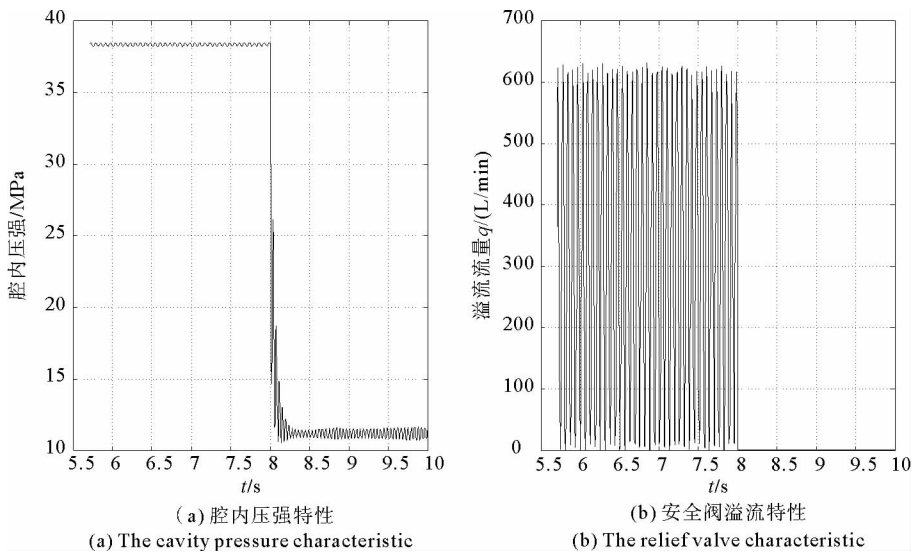 40
35
30
25
20
15
10
5.5 6 6.5 7 7.5 8 8.5 9 9.5 10
腔内压强/MPa
t/s
(a)腔内压强特性
(a) The cavity pressure characteristic
700
600
500
400
300
200
100
0
5.5 6 6.5 7 7.5 8 8.5 9 9.5 10
溢流流量q/(L/min)
t/s
(b)安全阀溢流特性
(b) The relief valve characteristic